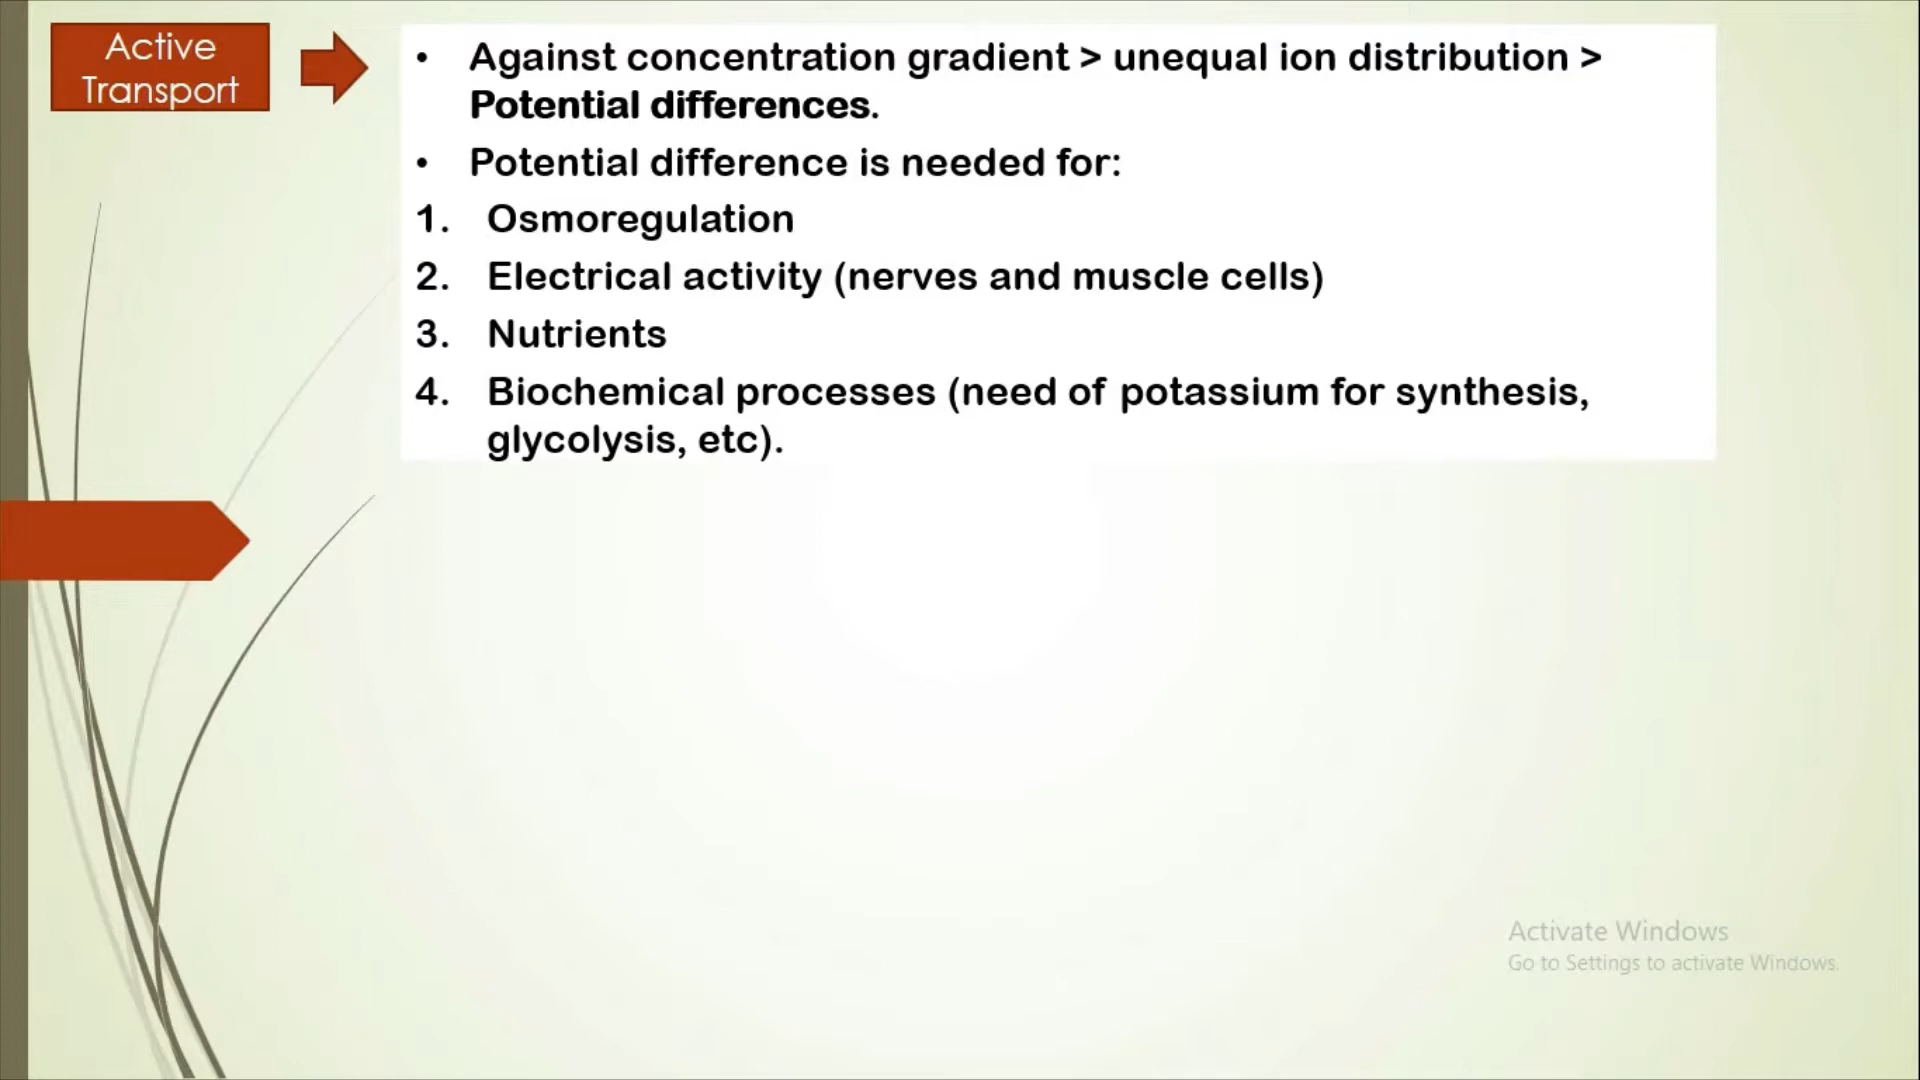 Active
Transport
• Against concentration gradient > unequal ion distribution >
Potential differences.
• Potential difference is needed for:
1. Osmoregulation
2. Electrical activity (nerves and muscle cells)
3. Nutrients
4. Biochemical processes (need of potassium for synthesis,
glycolysis, etc).
Activate Windows
Go to Settings to activate Windows.